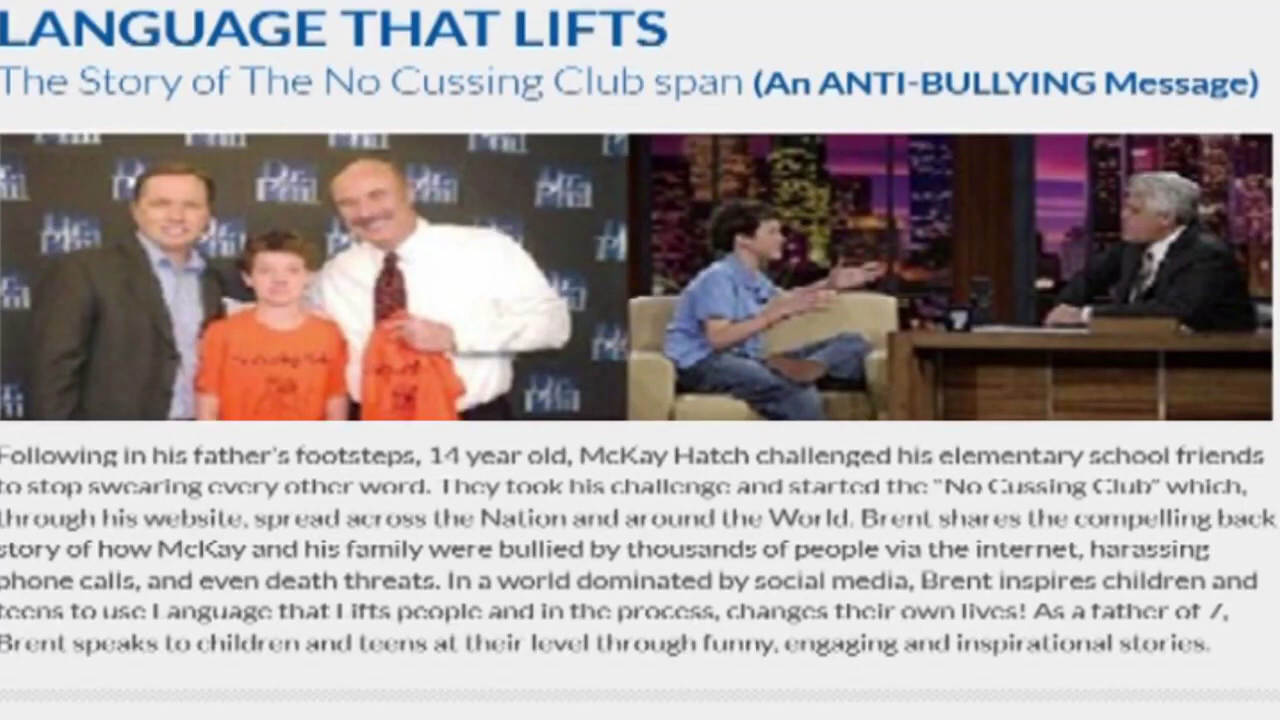 LANGUAGE THAT LIFTS
The Story of The No Cussing Club span (An ANTI-BULLYING Message)
Dr. Phil
Following in his father's footsteps, 14 year old, McKay Hatch challenged his elementary school friends
to stop swearing every other word. They took his challenge and started the "No Cussing Club" which,
through his website, spread across the Nation and around the World. Brent shares the compelling back
story of how McKay and his family were bullied by thousands of people via the internet, harassing
phone calls, and even death threats. In a world dominated by social media, Brent inspires children and
teens to use Language that Lifts people and in the process, changes their own lives! As a father of 7,
Brent speaks to children and teens at their level through funny, engaging and inspirational stories.